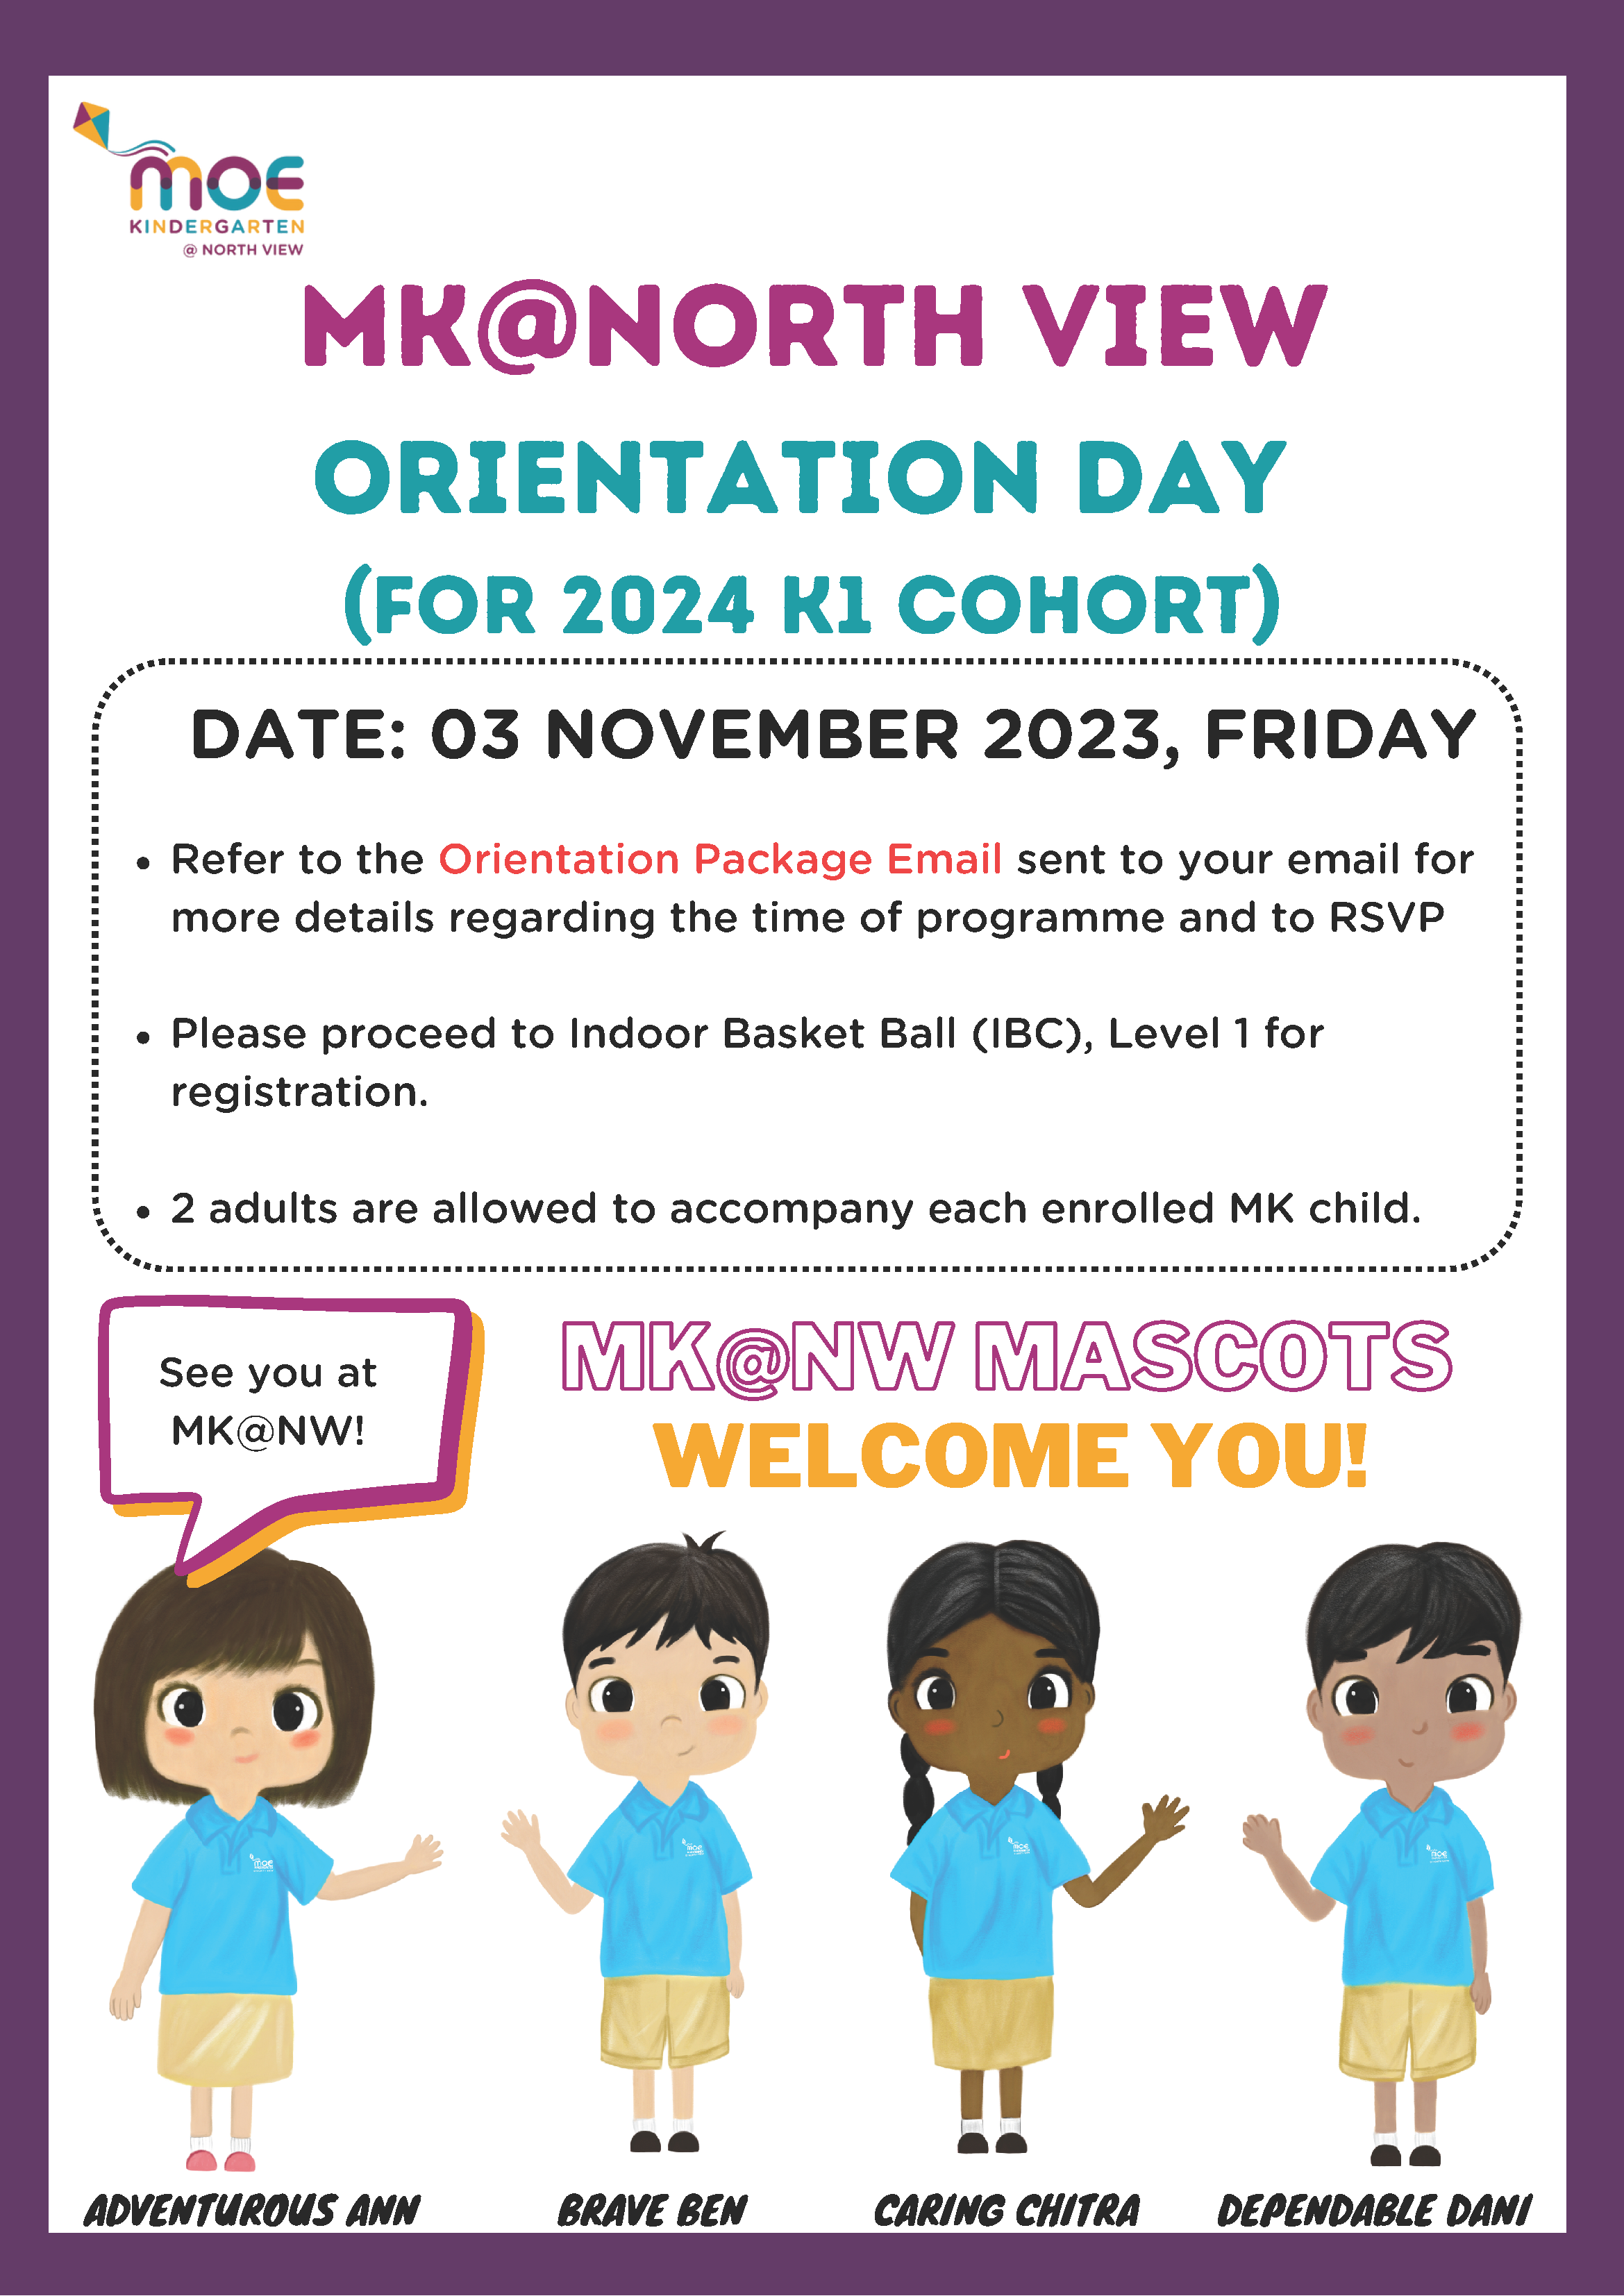 moe
KINDERGARTEN
@ NORTH VIEW
MK@NORTH VIEW
ORIENTATION DAY
(FOR 2024 K1 COHORT)
DATE: 03 NOVEMBER 2023, FRIDAY
• Refer to the Orientation Package Email sent to your email for
more details regarding the time of programme and to RSVP
• Please proceed to Indoor Basket Ball (IBC), Level 1 for
registration.
• 2 adults are allowed to accompany each enrolled MK child.
See you at
MK@NW!
MK@NW MASCOTS
WELCOME YOU!
moe
moe
moe
moe
ADVENTUROUS ANN
BRAVE BEN
CARING CHITRA
DEPENDABLE DANI